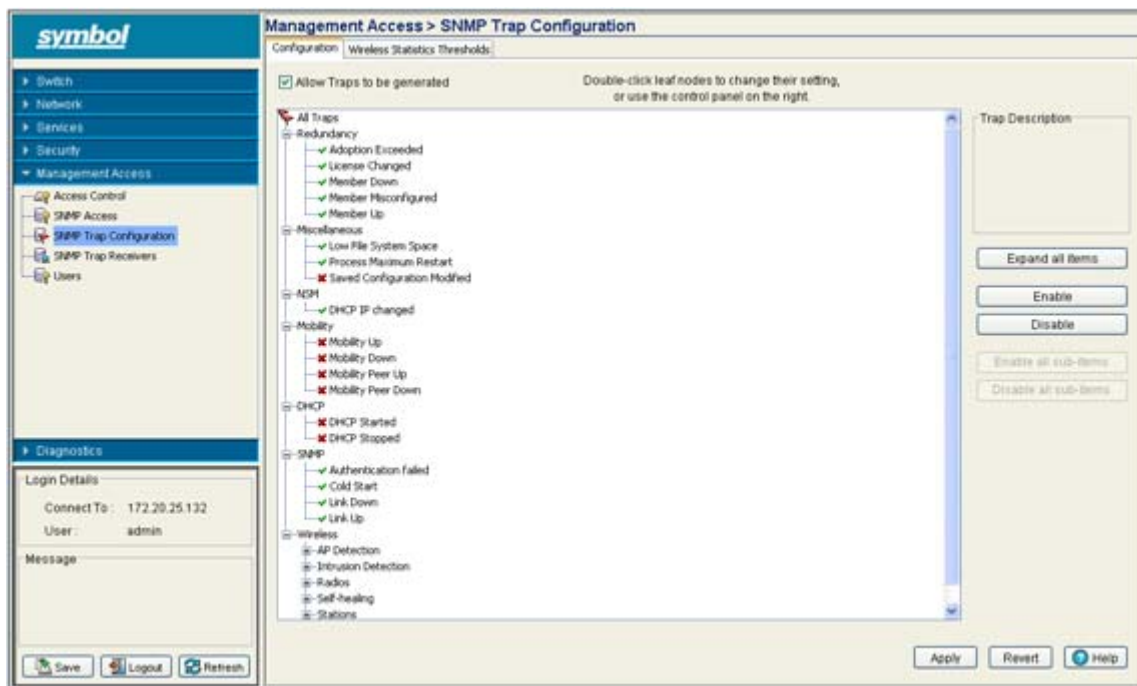 symbol
Switch
Network
Services
Security
Management Access
Access Control
SNMP Access
SNMP Trap Configuration
SNMP Trap Receivers
Users
Diagnostics
Login Details
Connect To : 172.20.25.132
User : admin
Message
Save Logout Refresh
Management Access > SNMP Trap Configuration
Configuration Wireless Statistics Thresholds
Allow Traps to be generated
Double-click leaf nodes to change their setting,
or use the control panel on the right.
All Traps
Redundancy
Adoption Exceeded
License Changed
Member Down
Member Misconfigured
Member Up
Miscellaneous
Low File System Space
Process Maximum Restart
Saved Configuration Modified
NSM
DHCP IP changed
Mobility
Mobility Up
Mobility Down
Mobility Peer Up
Mobility Peer Down
DHCP
DHCP Started
DHCP Stopped
SNMP
Authentication failed
Cold Start
Link Down
Link Up
Wireless
AP Detection
Intrusion Detection
Radios
Self-healing
Stations
Trap Description
Expand all items
Enable
Disable
Enable all sub-items
Disable all sub-items
Apply Revert Help